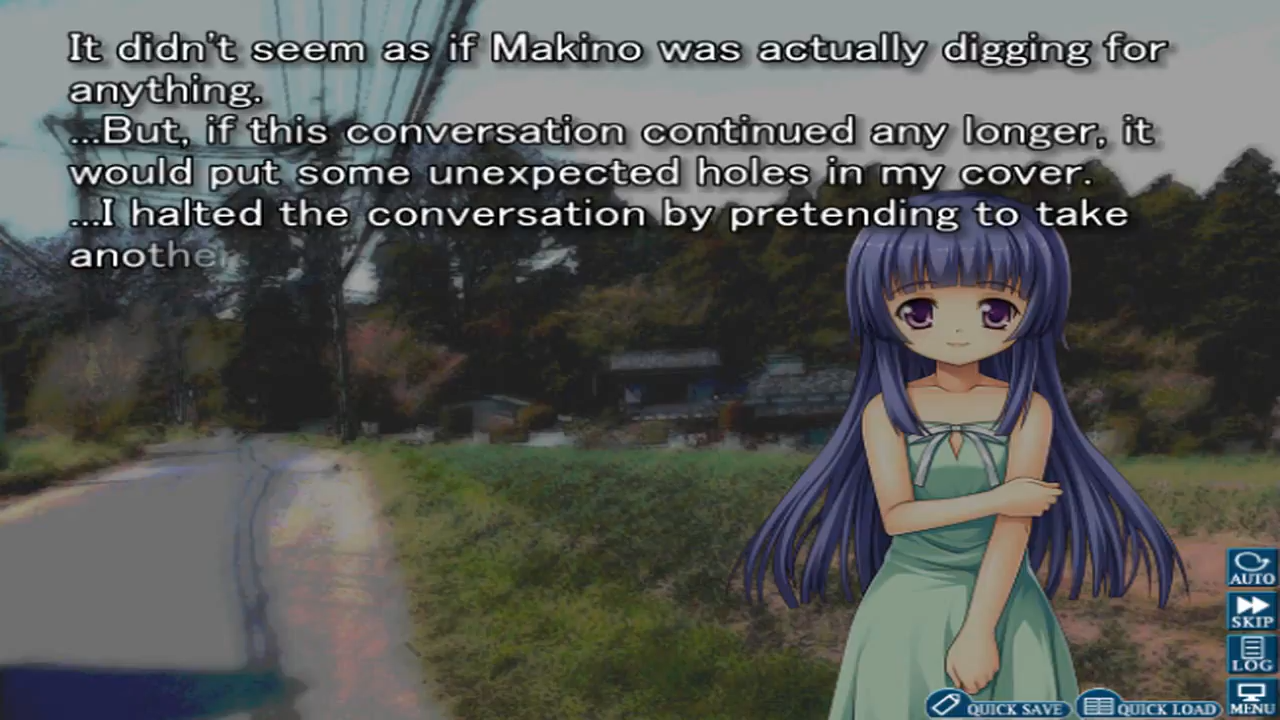 It didn't seem as if Makino was actually digging for
anything.
...But, if this conversation continued any longer, it
would put some unexpected holes in my cover.
...I halted the conversation by pretending to take
another
AUTO
SKIP
LOG
MENU
QUICK SAVE
QUICK LOAD